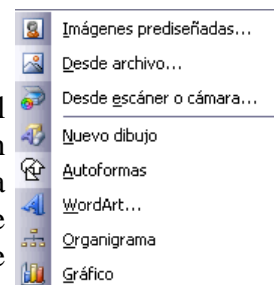 Imágenes prediseñadas...
Desde archivo...
Desde escáner o cámara...
Nuevo dibujo
Autoformas
WordArt...
Organigrama
Gráfico